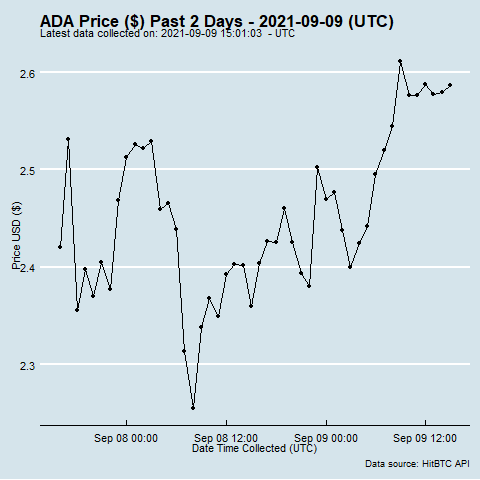 ADA Price ($) Past 2 Days - 2021-09-09 (UTC)
Latest data collected on: 2021-09-09 15:01:03  - UTC
2.6
2.5
2.4
2.3
Price USD ($)
Sep 08 00:00
Sep 08 12:00
Sep 09 00:00
Sep 09 12:00
Date Time Collected (UTC)
Data source: HitBTC API